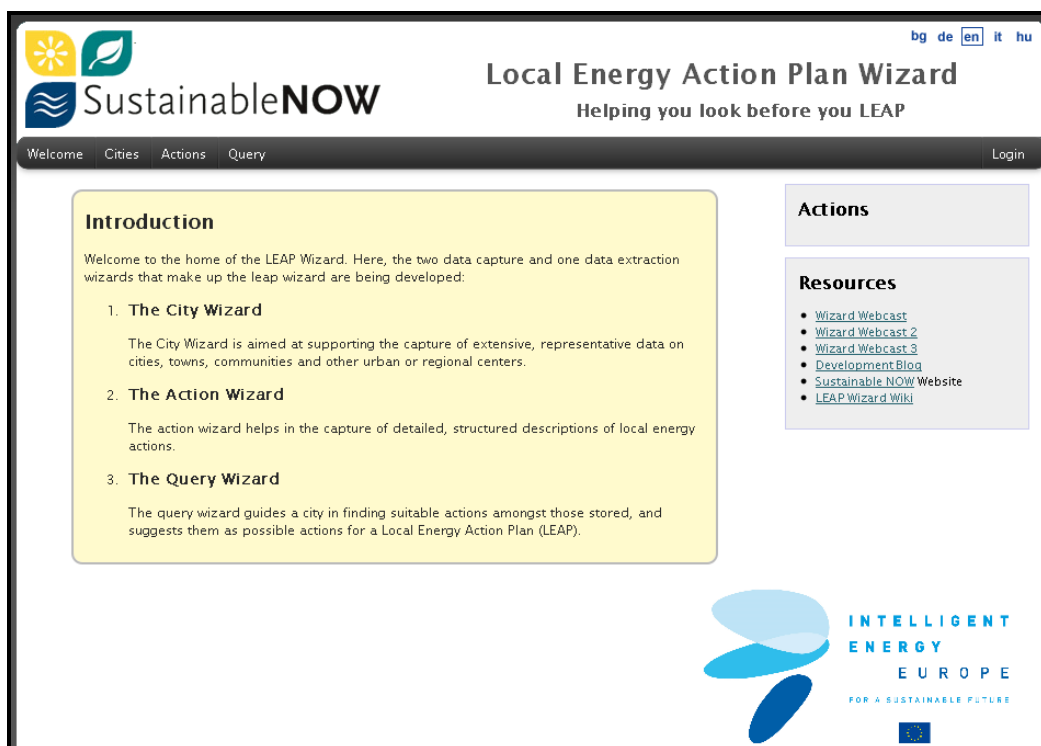 bg de en it hu
SustainableNOW
Local Energy Action Plan Wizard
Helping you look before you LEAP
Welcome Cities Actions Query Login
Introduction
Welcome to the home of the LEAP Wizard. Here, the two data capture and one data extraction
wizards that make up the leap wizard are being developed:
1. The City Wizard
The City Wizard is aimed at supporting the capture of extensive, representative data on
cities, towns, communities and other urban or regional centers.
2. The Action Wizard
The action wizard helps in the capture of detailed, structured descriptions of local energy
actions.
3. The Query Wizard
The query wizard guides a city in finding suitable actions amongst those stored, and
suggests them as possible actions for a Local Energy Action Plan (LEAP).
Actions
Resources
Wizard Webcast
Wizard Webcast 2
Wizard Webcast 3
Development Blog
Sustainable NOW Website
LEAP Wizard Wiki
INTELLIGENT
ENERGY
EUROPE
FOR A SUSTAINABLE FUTURE